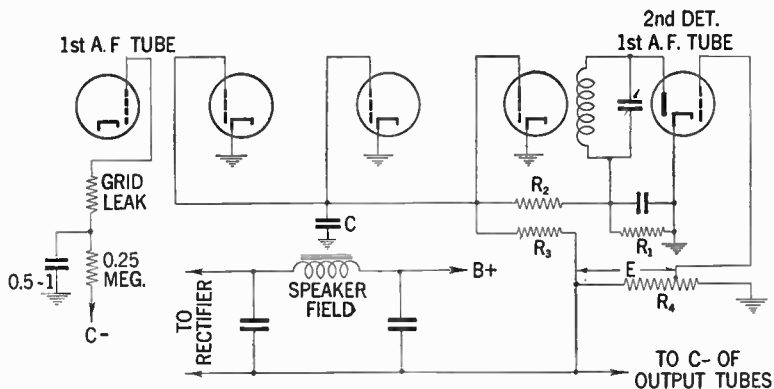 2ND DET.
1ST A.F TUBE
1ST A.F. TUBE
GRID
LEAK
R2
C
R1
R3
0.25
MEG.
0.5-1
E
B+
SPEAKER
FIELD
R4
TO
RECTIFIER
C-
TO C- OF
OUTPUT TUBES